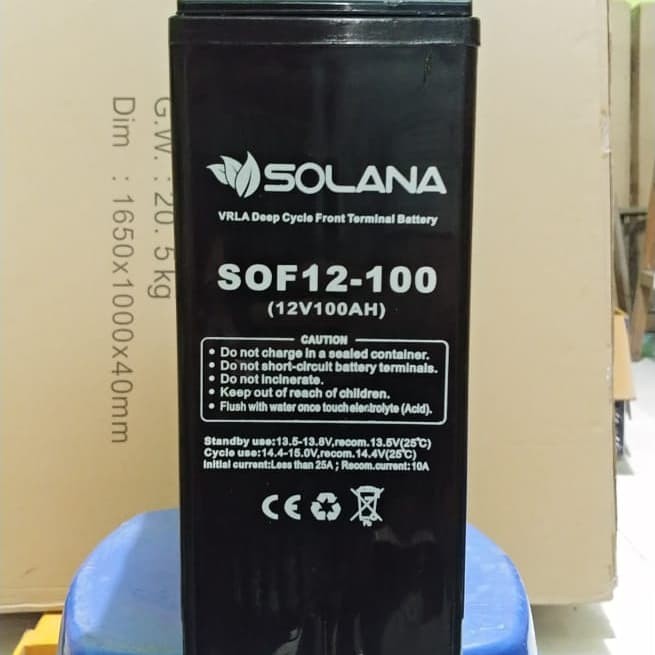 SOLANA
VRLA Deep Cycle Front Terminal Battery
SOF12-100
(12V100AH)
CAUTION
• Do not charge in a sealed container.
• Do not short-circuit battery terminals.
• Do not incinerate.
• Keep out of reach of children.
• Flush with water once touch electrolyte (Acid).
Standby use:13.5-13.8V,recom.13.5V(25℃)
Cycle use:14.4-15.0V,recom.14.4V(25℃)
Initial current:Less than 25A ; Recom.current: 10A
CE
Pb
G.W. : 20. 5 kg
Dim : 1650x1000x40mm